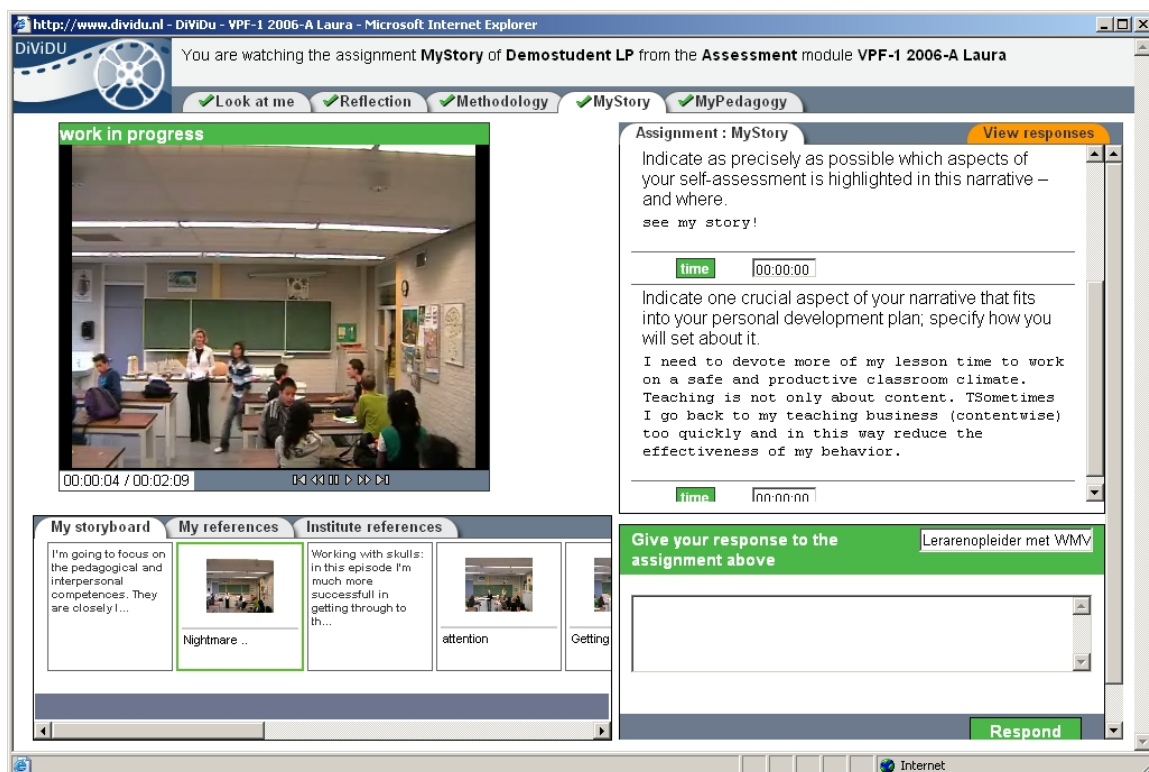 http://www.dividu.nl - DiViDu - VPF-1 2006-A Laura - Microsoft Internet Explorer
DiViDU
You are watching the assignment MyStory of Demostudent LP from the Assessment module VPF-1 2006-A Laura
Look at me
Reflection
Methodology
MyStory
MyPedagogy
work in progress
00:00:04 / 00:02:09
Assignment : MyStory
View responses
Indicate as precisely as possible which aspects of
your self-assessment is highlighted in this narrative –
and where.
see my story!
time
00:00:00
Indicate one crucial aspect of your narrative that fits
into your personal development plan; specify how you
will set about it.
I need to devote more of my lesson time to work
on a safe and productive classroom climate.
Teaching is not only about content. TSometimes
I go back to my teaching business (contentwise)
too quickly and in this way reduce the
effectiveness of my behavior.
time
00:00:00
My storyboard
My references
Institute references
I'm going to focus on
the pedagogical and
interpersonal
competences. They
are closely l...
Nightmare ..
Working with skulls:
in this episode I'm
much more
successfull in
getting through to
th...
attention
Getting
Give your response to the
assignment above
Lerarenopleider met WMV
Respond
Internet